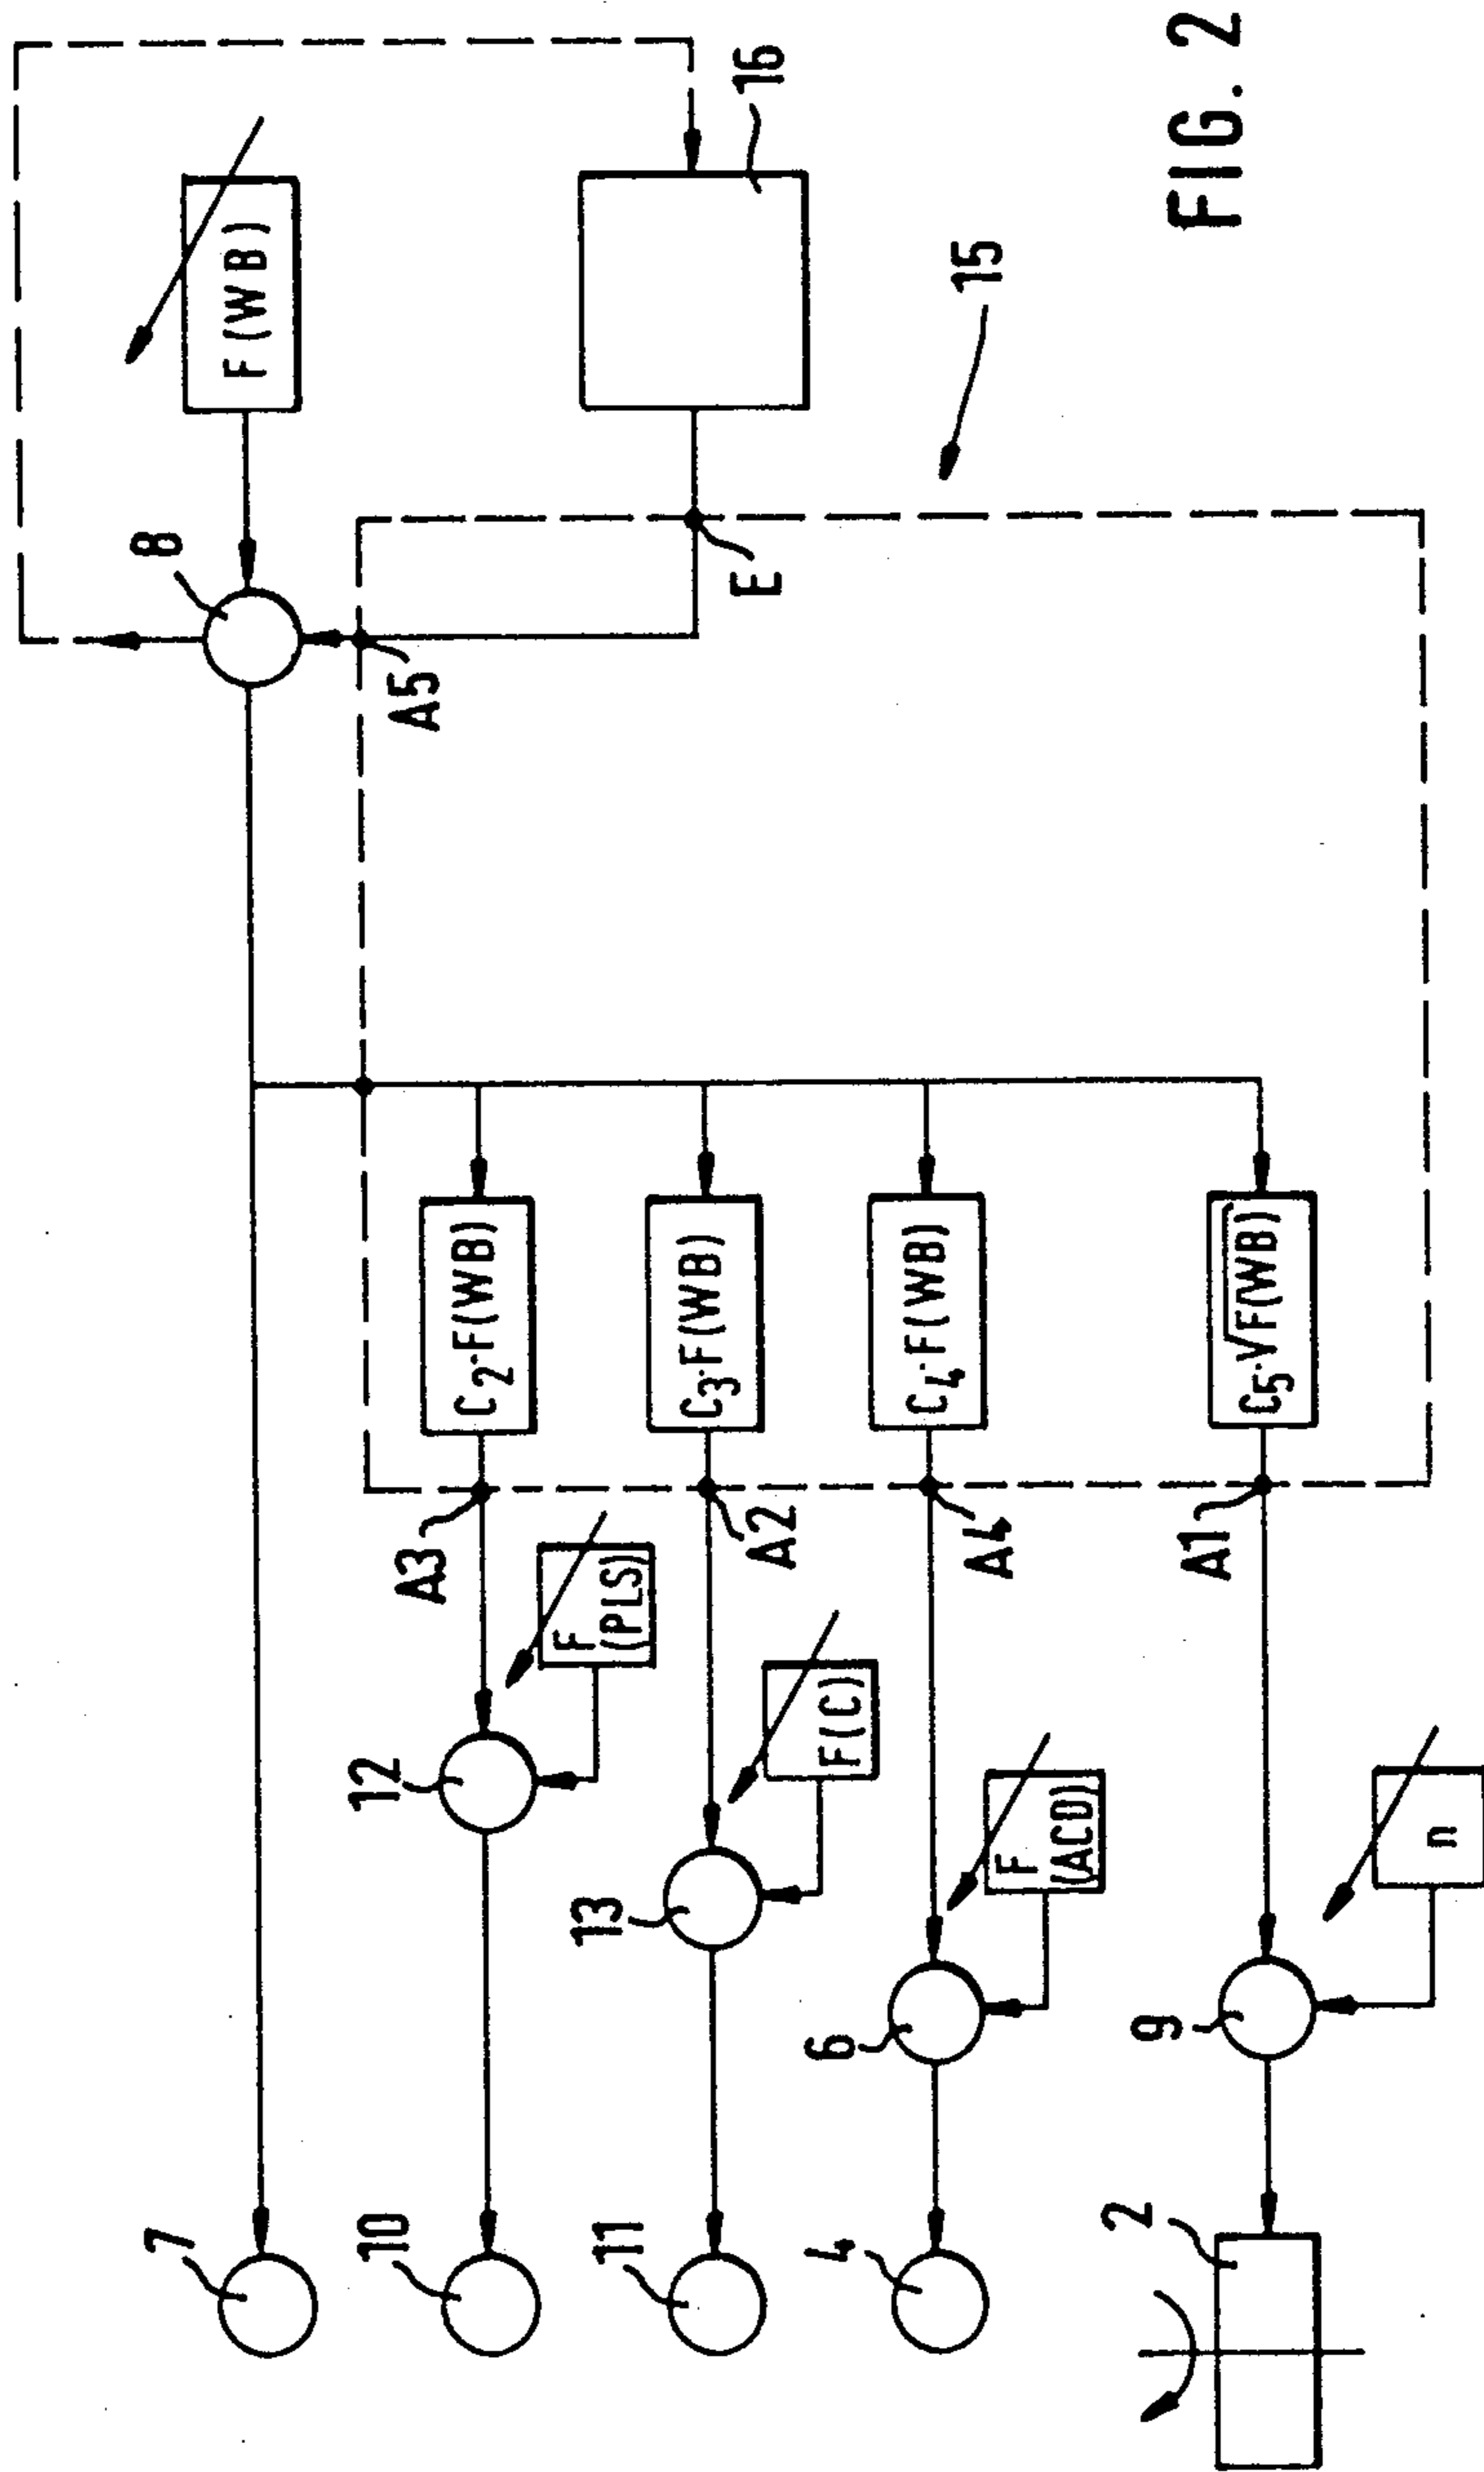 7
8
F(WB)
10
12
A3
C2·F(WB)
A5
F
(PLS)
E
16
11
13
A2
C3·F(WB)
F(C)
4
6
A4
C4·F(WB)
F
(ACD)
15
2
9
A1
C5·√F(WB)
n
FIG. 2